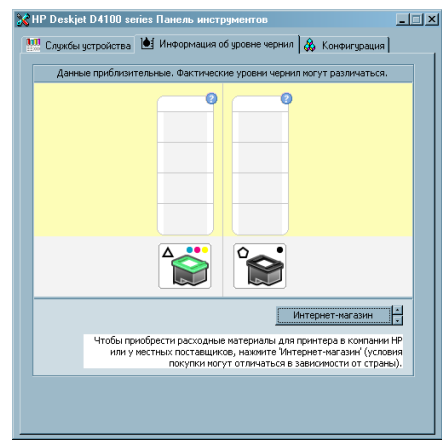 HP Deskjet D4100 series Панель инструментов
Службы устройства Информация об уровне чернил Конфигурация
Данные приблизительные. Фактические уровни чернил могут различаться.
? ?
Интернет-магазин
Чтобы приобрести расходные материалы для принтера в компании HP
или у местных поставщиков, нажмите 'Интернет-магазин' (условия
покупки могут отличаться в зависимости от страны).